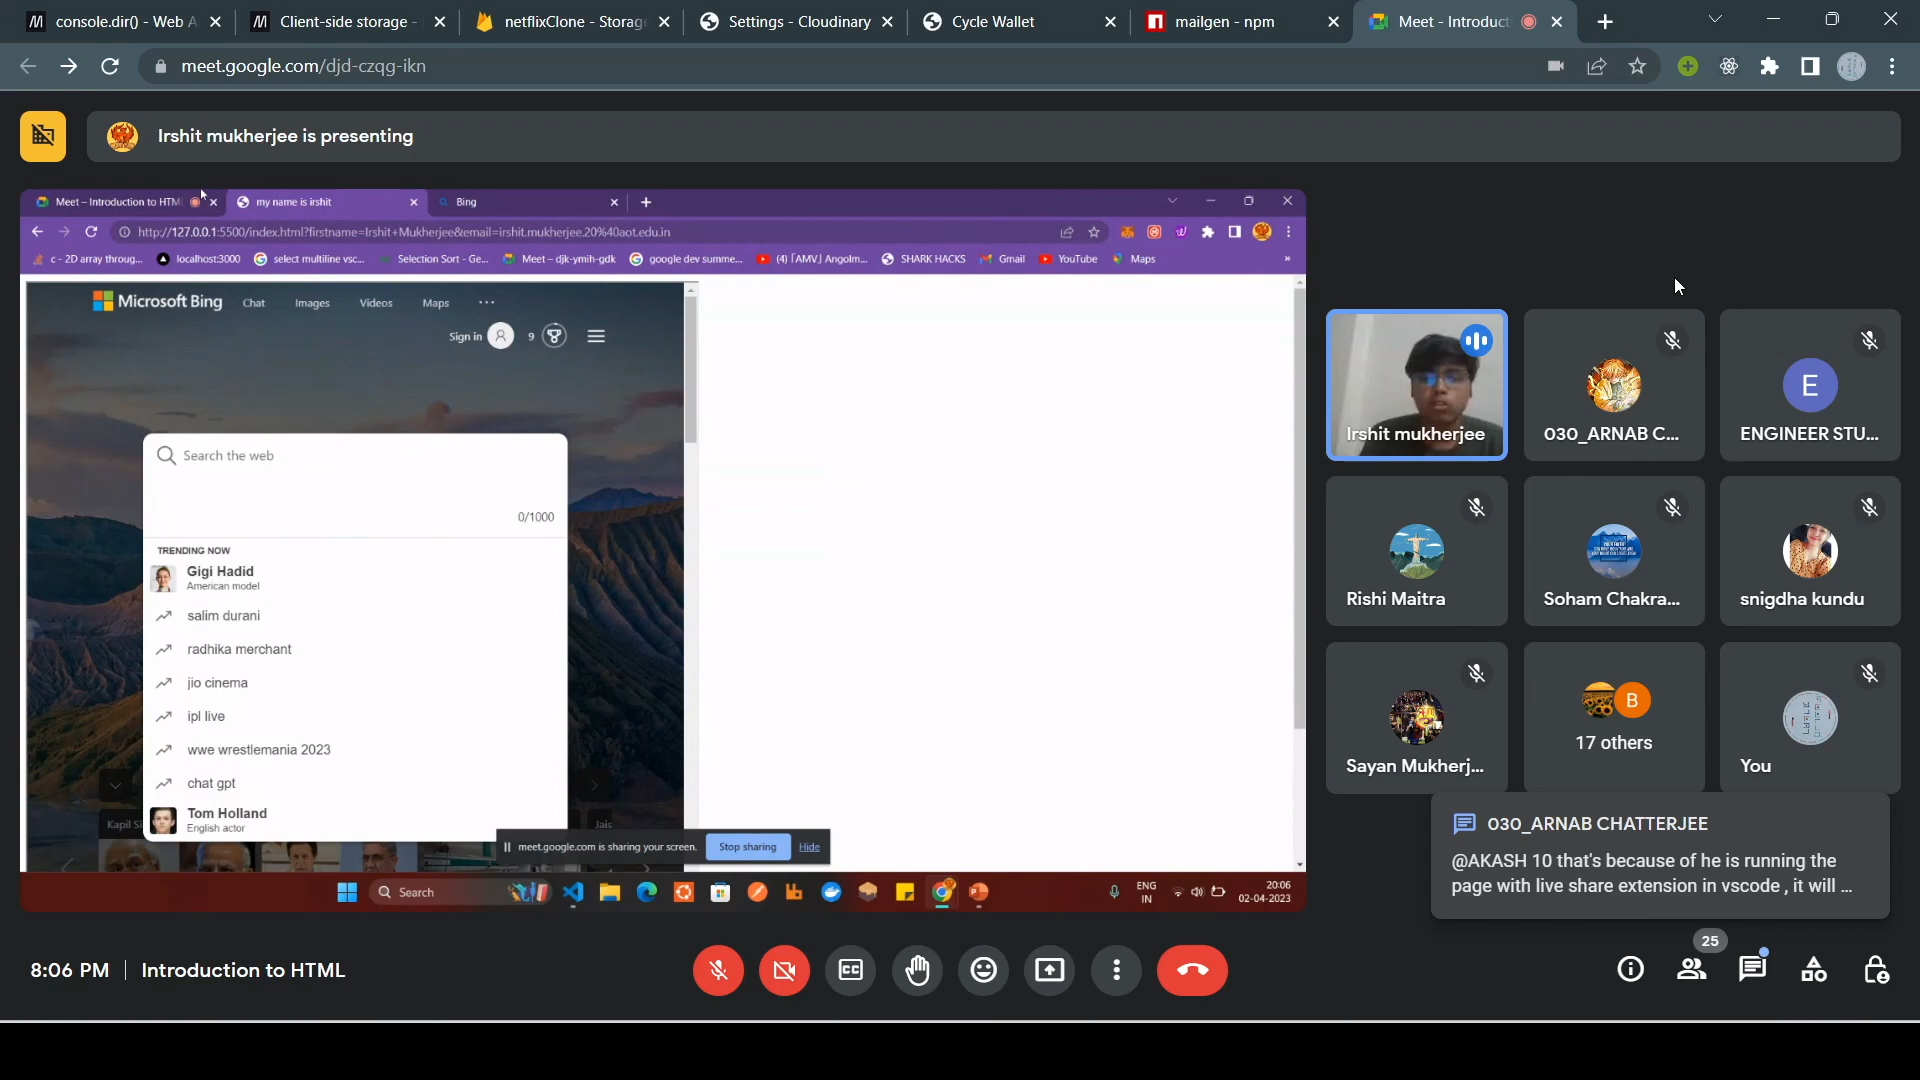 console.dir() - Web A
Client-side storage -
netflixClone - Storag
Settings - Cloudinary
Cycle Wallet
mailgen - npm
Meet - Introduct
meet.google.com/djd-czqg-ikn
Irshit mukherjee is presenting
Meet – Introduction to HTM
my name is irshit
Bing
http://127.0.0.1:5500/index.html?firstname=Irshit+Mukherjee&email=irshit.mukherjee.20%40aot.edu.in
c - 2D array throug...
localhost:3000
select multiline vsc...
Selection Sort - Ge...
Meet – djk-ymih-gdk
google dev summe...
(4) 「AMV」 Angolm...
SHARK HACKS
Gmail
YouTube
Maps
»
Microsoft Bing
Chat
Images
Videos
Maps
...
Sign in
9
Search the web
0/1000
TRENDING NOW
Gigi Hadid
American model
salim durani
radhika merchant
jio cinema
ipl live
wwe wrestlemania 2023
chat gpt
Tom Holland
English actor
Kapil Si
Jais
meet.google.com is sharing your screen.
Stop sharing
Hide
Search
ENG
IN
20:06
02-04-2023
Irshit mukherjee
030_ARNAB C...
E
ENGINEER STU...
Rishi Maitra
Soham Chakra...
snigdha kundu
Sayan Mukherj...
B
17 others
You
030_ARNAB CHATTERJEE
@AKASH 10 that's because of he is running the
page with live share extension in vscode , it will ...
8:06 PM
Introduction to HTML
25